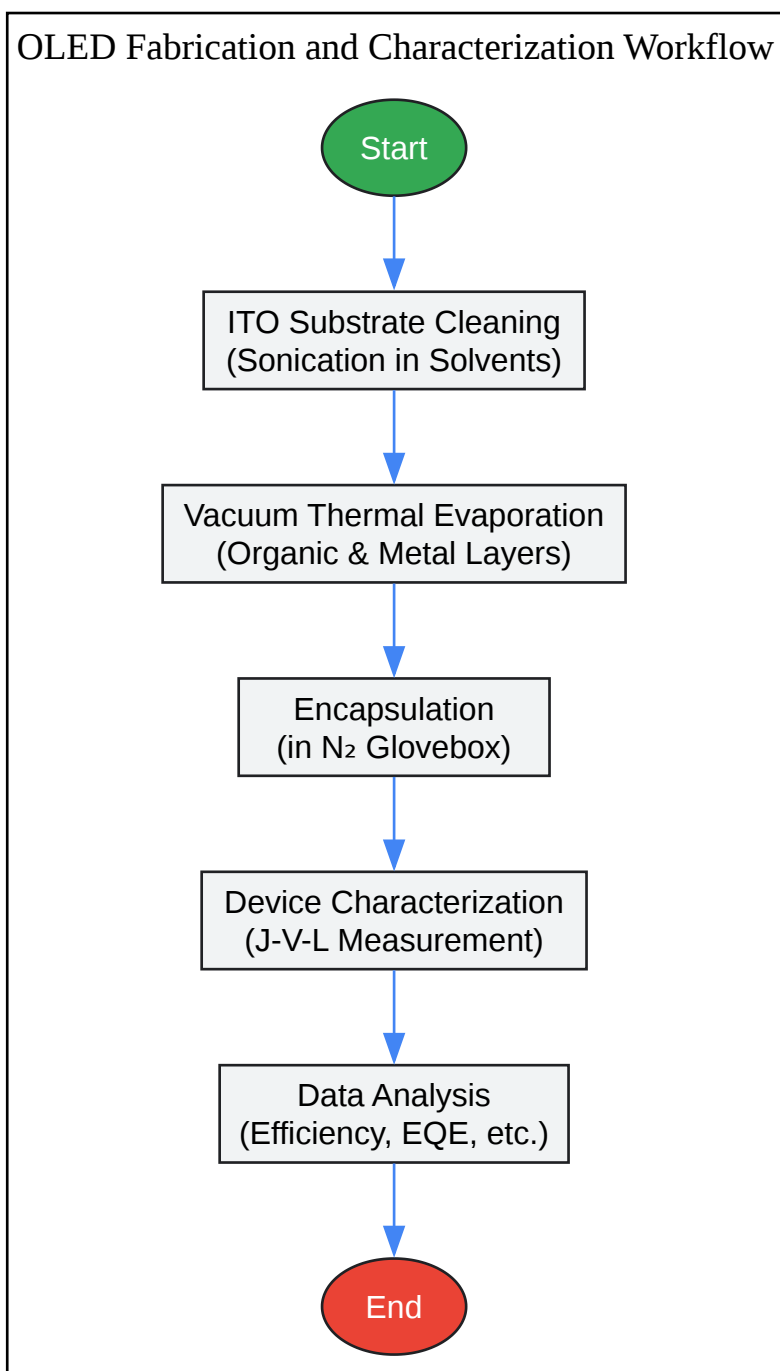 OLED Fabrication and Characterization Workflow
Start
ITO Substrate Cleaning
(Sonication in Solvents)
Vacuum Thermal Evaporation
(Organic & Metal Layers)
Encapsulation
(in N₂ Glovebox)
Device Characterization
(J-V-L Measurement)
Data Analysis
(Efficiency, EQE, etc.)
End